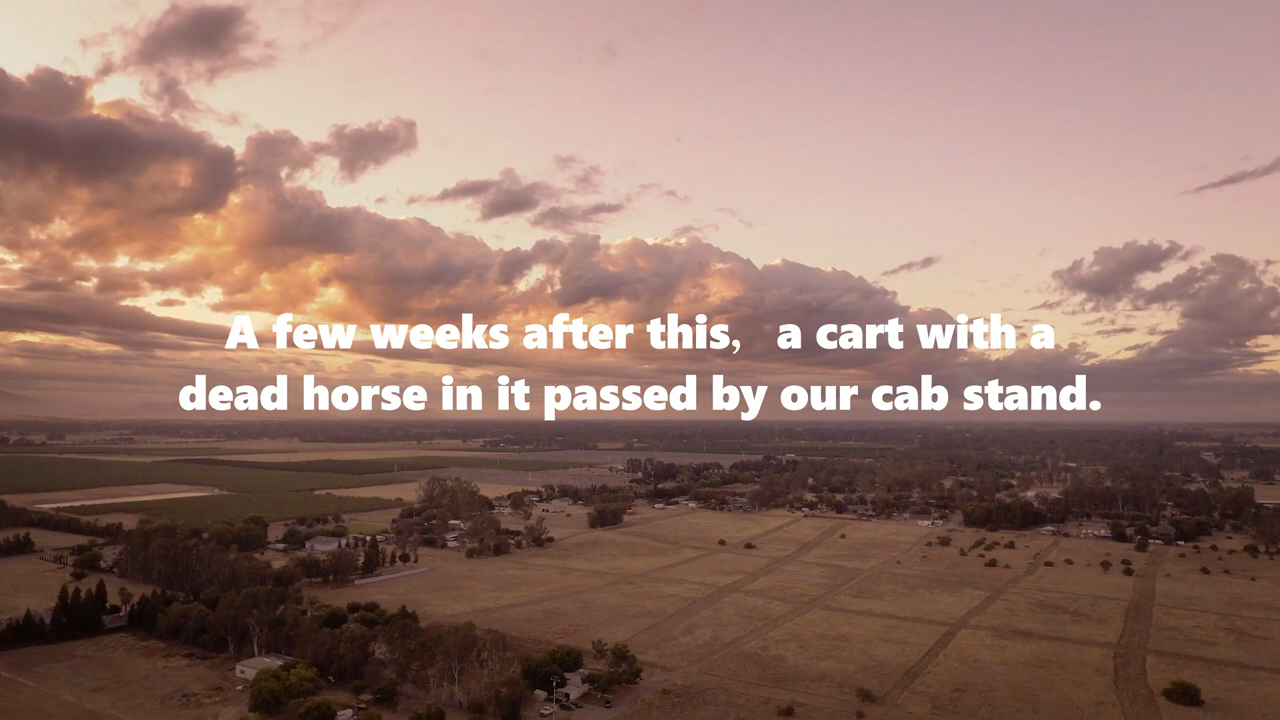 A few weeks after this, a cart with a
dead horse in it passed by our cab stand.